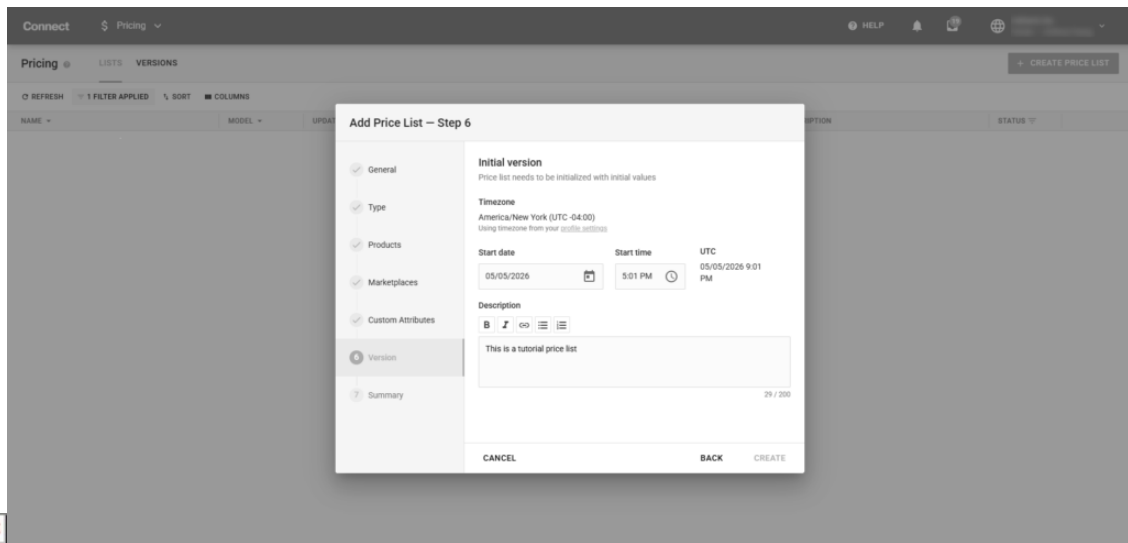 Connect
$ Pricing
HELP
Pricing
LISTS
VERSIONS
+ CREATE PRICE LIST
REFRESH
1 FILTER APPLIED
SORT
COLUMNS
NAME
MODEL
STATUS
Add Price List — Step 6
General
Type
Products
Marketplaces
Custom Attributes
6 Version
7 Summary
Initial version
Price list needs to be initialized with initial values
Timezone
America/New York (UTC -04:00)
Using timezone from your profile settings
Start date
Start time
UTC
05/05/2026
5:01 PM
05/05/2026 9:01
PM
Description
B I
This is a tutorial price list
29 / 200
CANCEL
BACK
CREATE